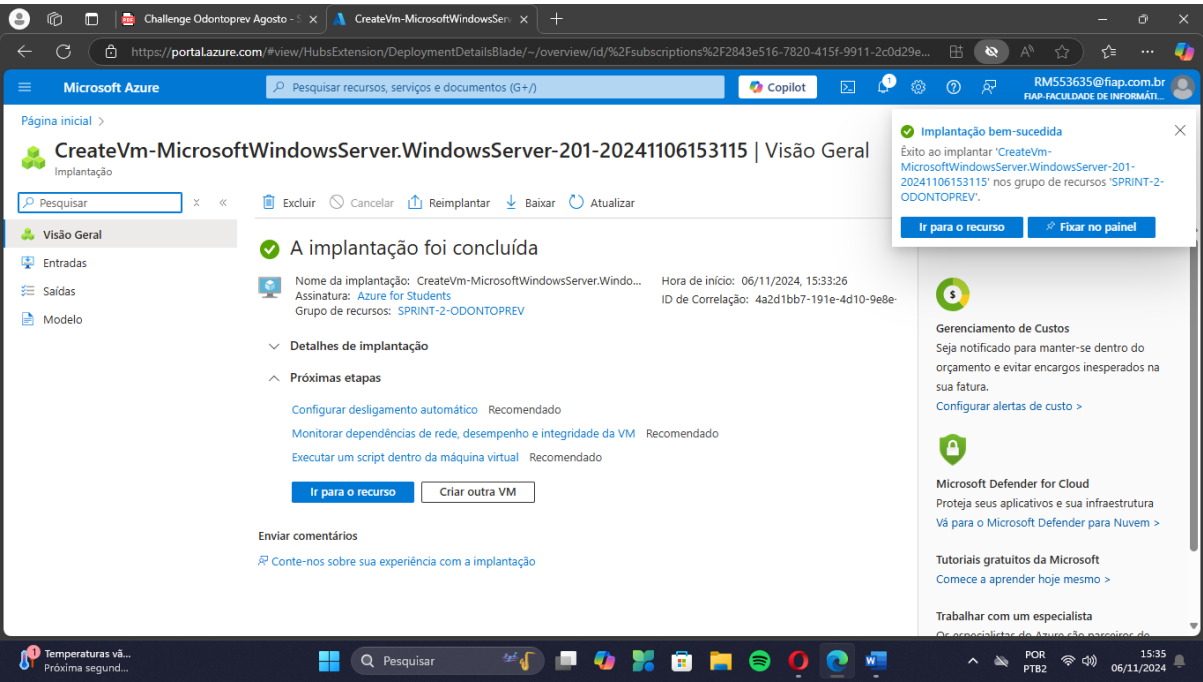 Challenge Odontoprev Agosto - S
CreateVm-MicrosoftWindowsServ
https://portal.azure.com/#view/HubsExtension/DeploymentDetailsBlade/~/overview/id/%2Fsubscriptions%2F2843e516-7820-415f-9911-2c0d29e...
Microsoft Azure
Pesquisar recursos, serviços e documentos (G+/)
Copilot
1
RM553635@fiap.com.br
FIAP-FACULDADE DE INFORMÁTI...
Página inicial >
CreateVm-MicrosoftWindowsServer.WindowsServer-201-20241106153115 | Visão Geral
Implantação
Implantação bem-sucedida
Êxito ao implantar 'CreateVm-
MicrosoftWindowsServer.WindowsServer-201-
20241106153115' nos grupo de recursos 'SPRINT-2-
ODONTOPREV'.
Ir para o recurso
Fixar no painel
Pesquisar
Visão Geral
Entradas
Saídas
Modelo
Excluir
Cancelar
Reimplantar
Baixar
Atualizar
A implantação foi concluída
Nome da implantação: CreateVm-MicrosoftWindowsServer.Windo...
Assinatura: Azure for Students
Grupo de recursos: SPRINT-2-ODONTOPREV
Hora de início: 06/11/2024, 15:33:26
ID de Correlação: 4a2d1bb7-191e-4d10-9e8e-
Detalhes de implantação
Próximas etapas
Configurar desligamento automático Recomendado
Monitorar dependências de rede, desempenho e integridade da VM Recomendado
Executar um script dentro da máquina virtual Recomendado
Ir para o recurso
Criar outra VM
Enviar comentários
Conte-nos sobre sua experiência com a implantação
Gerenciamento de Custos
Seja notificado para manter-se dentro do
orçamento e evitar encargos inesperados na
sua fatura.
Configurar alertas de custo >
Microsoft Defender for Cloud
Proteja seus aplicativos e sua infraestrutura
Vá para o Microsoft Defender para Nuvem >
Tutoriais gratuitos da Microsoft
Comece a aprender hoje mesmo >
Trabalhar com um especialista
Os especialistas do Azure são parceiros de
1
Temperaturas vã...
Próxima segund...
Pesquisar
POR
PTB2
15:35
06/11/2024